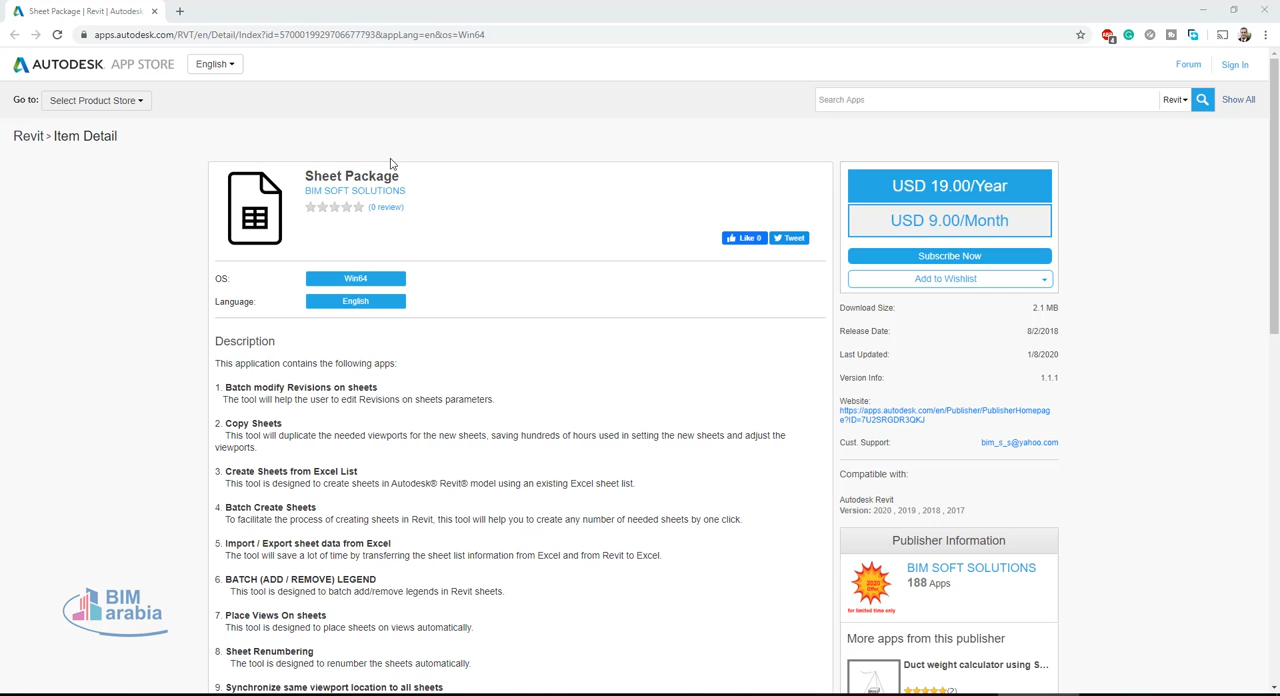 Sheet Package | Revit | Autodesk
apps.autodesk.com/RVT/en/Detail/Index?id=5700019929706677793&appLang=en&os=Win64
4
AUTODESK APP STORE
English
Forum
Sign In
Go to:
Select Product Store
Search Apps
Revit
Show All
Revit > Item Detail
Sheet Package
BIM SOFT SOLUTIONS
(0 review)
Like 0
Tweet
OS:
Win64
Language:
English
Description
This application contains the following apps:
1. Batch modify Revisions on sheets
The tool will help the user to edit Revisions on sheets parameters.
2. Copy Sheets
This tool will duplicate the needed viewports for the new sheets, saving hundreds of hours used in setting the new sheets and adjust the
viewports.
3. Create Sheets from Excel List
This tool is designed to create sheets in Autodesk® Revit® model using an existing Excel sheet list.
4. Batch Create Sheets
To facilitate the process of creating sheets in Revit, this tool will help you to create any number of needed sheets by one click.
5. Import / Export sheet data from Excel
The tool will save a lot of time by transferring the sheet list information from Excel and from Revit to Excel.
6. BATCH (ADD / REMOVE) LEGEND
This tool is designed to batch add/remove legends in Revit sheets.
7. Place Views On sheets
This tool is designed to place sheets on views automatically.
8. Sheet Renumbering
The tool is designed to renumber the sheets automatically.
9. Synchronize same viewport location to all sheets
USD 19.00/Year
USD 9.00/Month
Subscribe Now
Add to Wishlist
Download Size: 2.1 MB
Release Date: 8/2/2018
Last Updated: 1/8/2020
Version Info: 1.1.1
Website:
https://apps.autodesk.com/en/Publisher/PublisherHomepag
e?ID=7U2SRGDR3QKJ
Cust. Support: bim_s_s@yahoo.com
Compatible with:
Autodesk Revit
Version: 2020 , 2019 , 2018 , 2017
Publisher Information
2020
Offer
for limited time only
BIM SOFT SOLUTIONS
188 Apps
More apps from this publisher
Duct weight calculator using S...
(2)
BIM
arabia